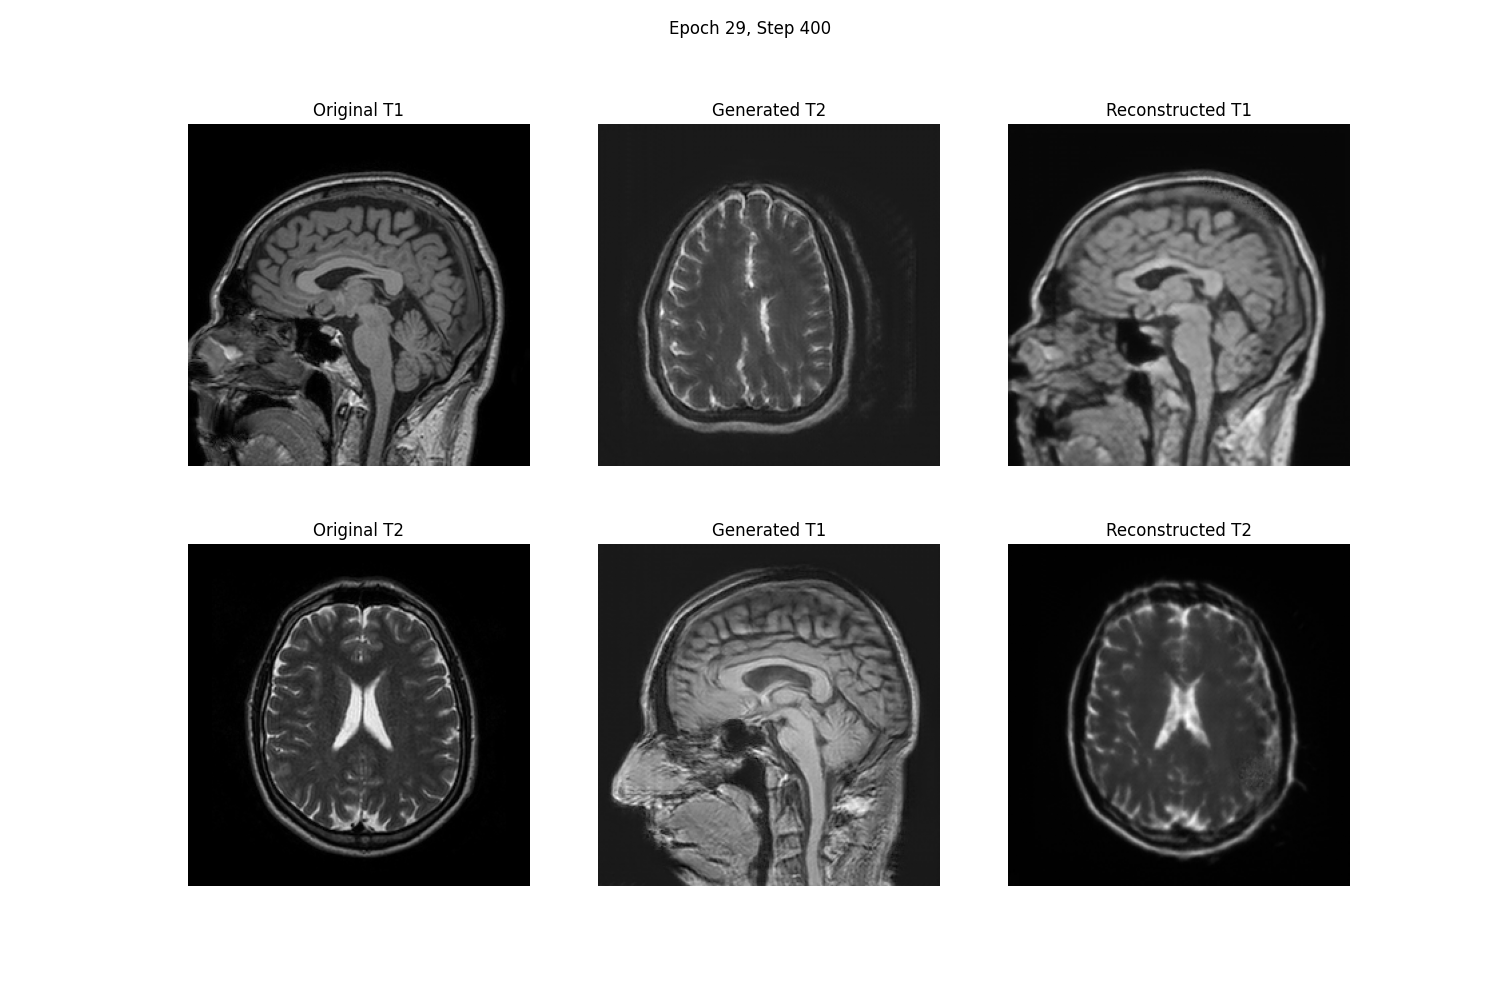 Epoch 29, Step 400
Original T1
Generated T2
Reconstructed T1
Original T2
Generated T1
Reconstructed T2